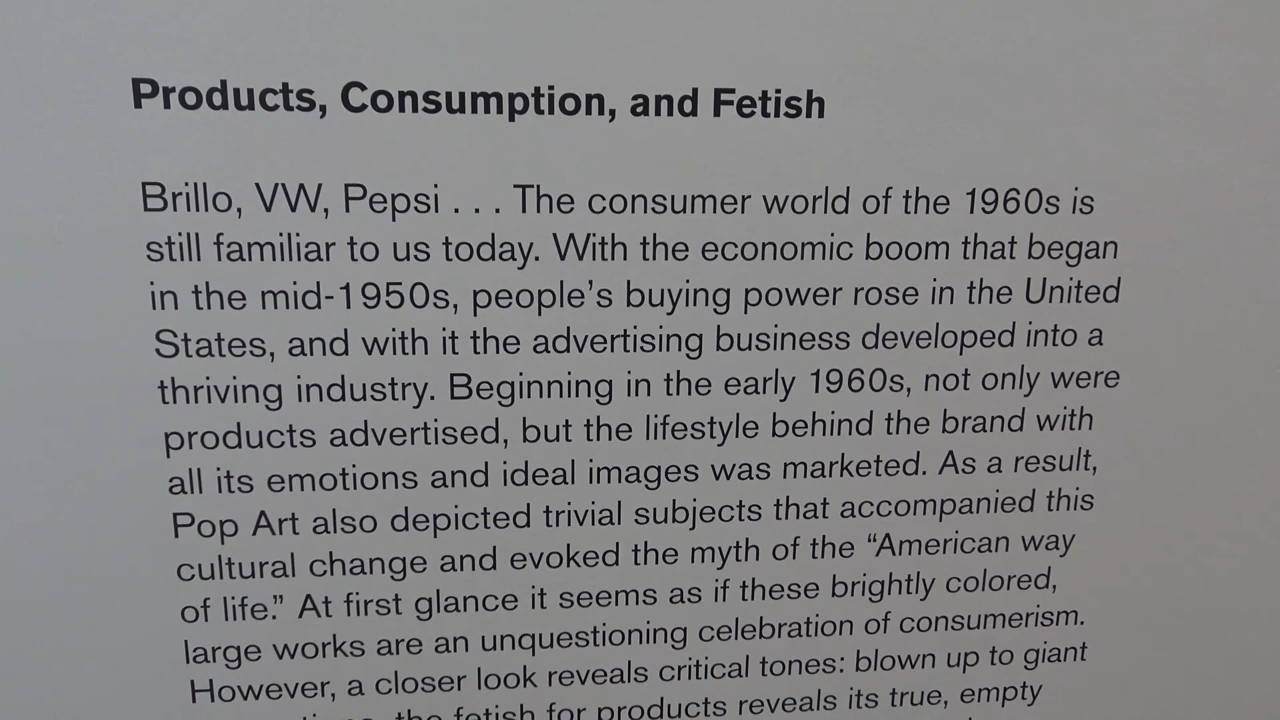 Products, Consumption, and Fetish
Brillo, VW, Pepsi . . . The consumer world of the 1960s is
still familiar to us today. With the economic boom that began
in the mid-1950s, people’s buying power rose in the United
States, and with it the advertising business developed into a
thriving industry. Beginning in the early 1960s, not only were
products advertised, but the lifestyle behind the brand with
all its emotions and ideal images was marketed. As a result,
Pop Art also depicted trivial subjects that accompanied this
cultural change and evoked the myth of the “American way
of life.” At first glance it seems as if these brightly colored,
large works are an unquestioning celebration of consumerism.
However, a closer look reveals critical tones: blown up to giant
the fetish for products reveals its true, empty